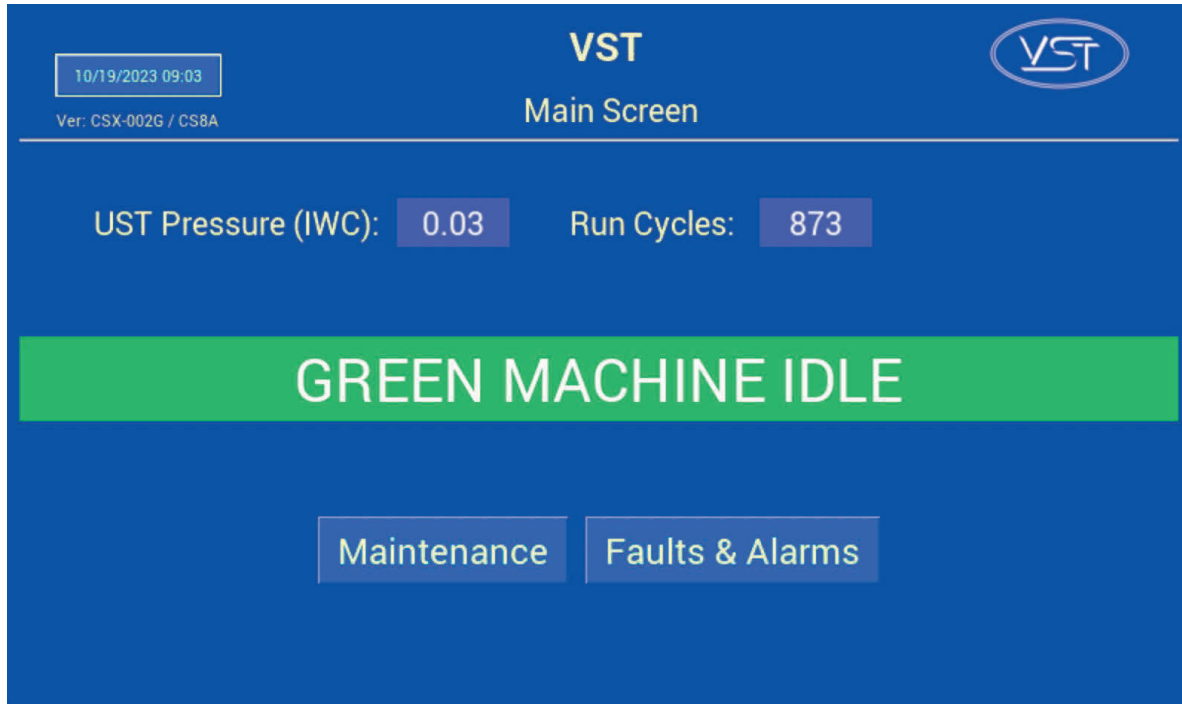 VST
10/19/2023 09:03
Ver: CSX-002G / CS8A
Main Screen
VST
UST Pressure (IWC): 0.03 Run Cycles: 873
GREEN MACHINE IDLE
Maintenance Faults & Alarms